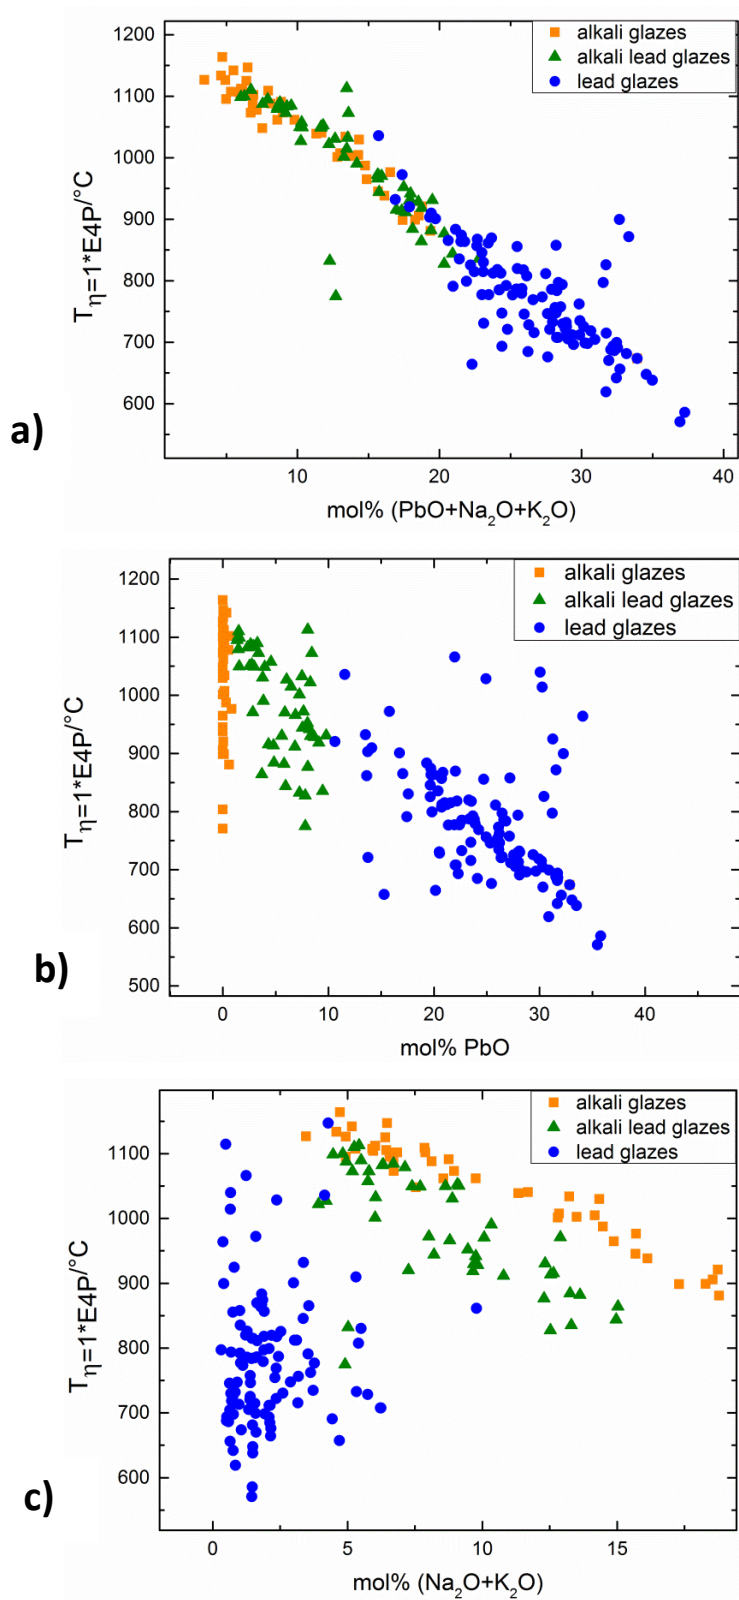 alkali glazes
alkali lead glazes
lead glazes
1200
1100
1000
900
800
700
600
10
20
30
40
Tη=1*E4P/°C
mol% (PbO+Na₂O+K₂O)
a)
alkali glazes
alkali lead glazes
lead glazes
1200
1100
1000
900
800
700
600
500
0
10
20
30
40
Tη=1*E4P/°C
mol% PbO
b)
alkali glazes
alkali lead glazes
lead glazes
1100
1000
900
800
700
600
0
5
10
15
Tη=1*E4P/°C
mol% (Na₂O+K₂O)
c)